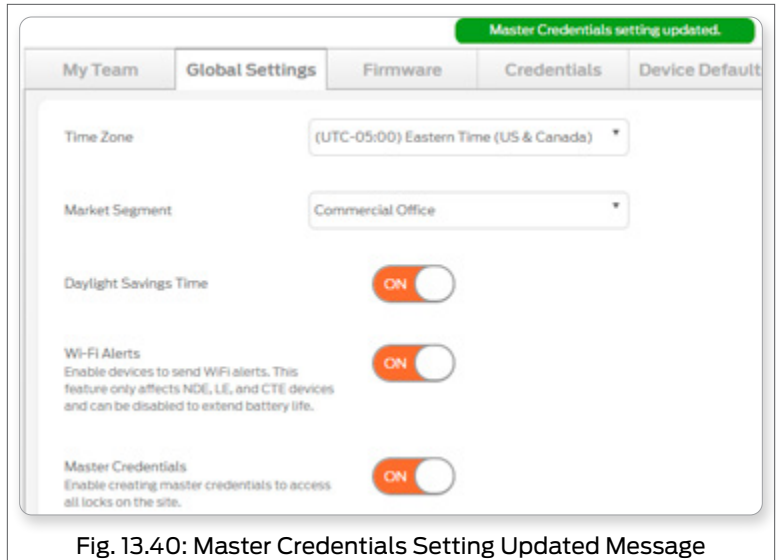 Master Credentials setting updated.
My Team Global Settings Firmware Credentials Device Default
Time Zone (UTC-05:00) Eastern Time (US & Canada)
Market Segment Commercial Office
Daylight Savings Time ON
Wi-Fi Alerts ON
Enable devices to send WiFi alerts. This
feature only affects NDE, LE, and CTE devices
and can be disabled to extend battery life.
Master Credentials ON
Enable creating master credentials to access
all locks on the site.
Fig. 13.40: Master Credentials Setting Updated Message